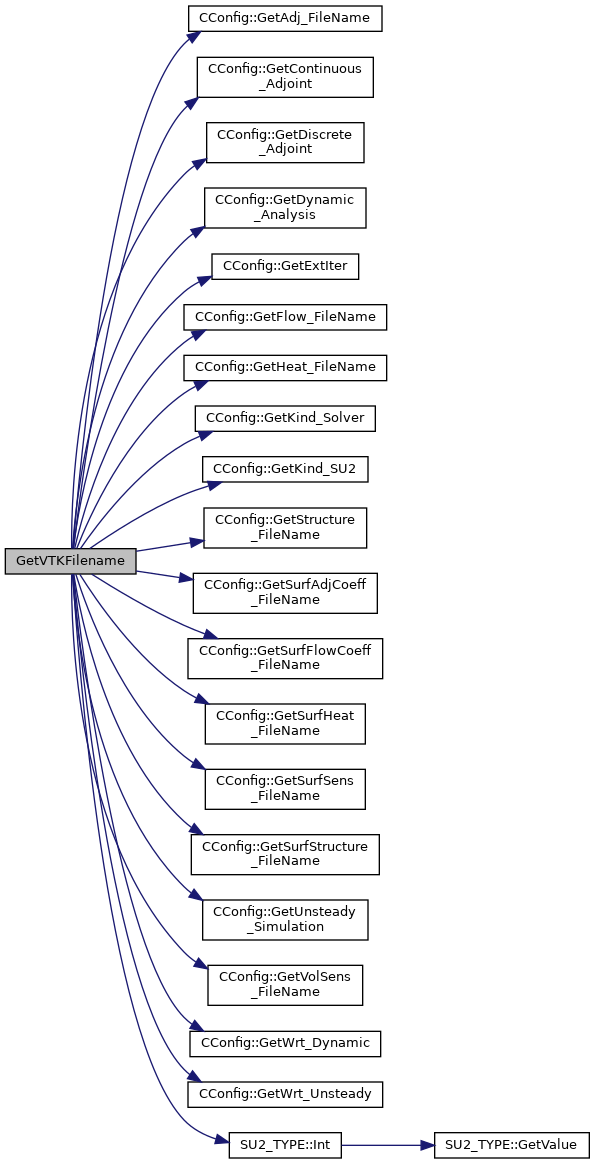 CConfig::GetAdj_FileName
CConfig::GetContinuous
_Adjoint
CConfig::GetDiscrete
_Adjoint
CConfig::GetDynamic
_Analysis
CConfig::GetExtIter
CConfig::GetFlow_FileName
CConfig::GetHeat_FileName
CConfig::GetKind_Solver
CConfig::GetKind_SU2
CConfig::GetStructure
_FileName
GetVTKFilename
CConfig::GetSurfAdjCoeff
_FileName
CConfig::GetSurfFlowCoeff
_FileName
CConfig::GetSurfHeat
_FileName
CConfig::GetSurfSens
_FileName
CConfig::GetSurfStructure
_FileName
CConfig::GetUnsteady
_Simulation
CConfig::GetVolSens
_FileName
CConfig::GetWrt_Dynamic
CConfig::GetWrt_Unsteady
SU2_TYPE::Int
SU2_TYPE::GetValue